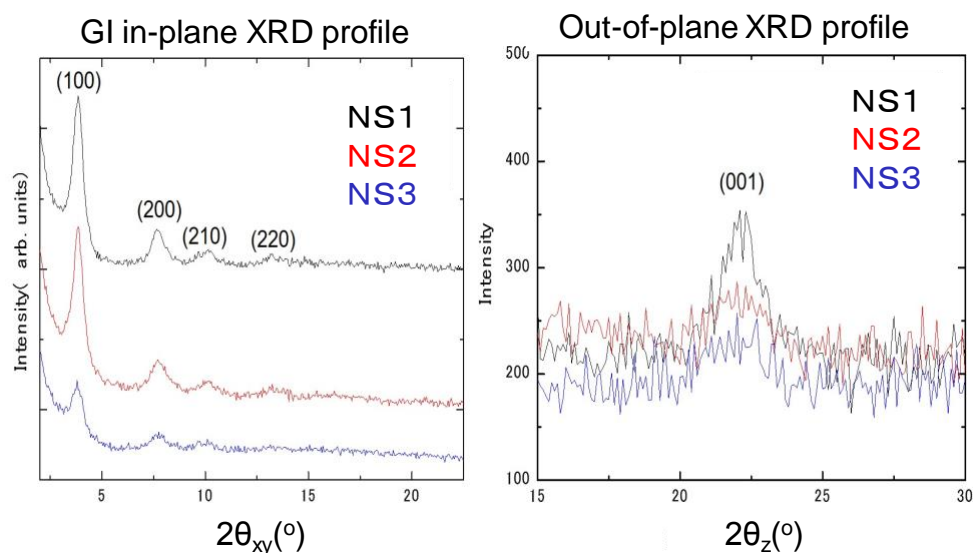 GI in-plane XRD profile
(100)
NS1
NS2
NS3
(200)
(210)
(220)
Intensity( arb. units)
5
10
15
20
2θxy(o)
Out-of-plane XRD profile
500
400
300
200
100
NS1
NS2
NS3
(001)
Intensity
15
20
25
30
2θz(o)